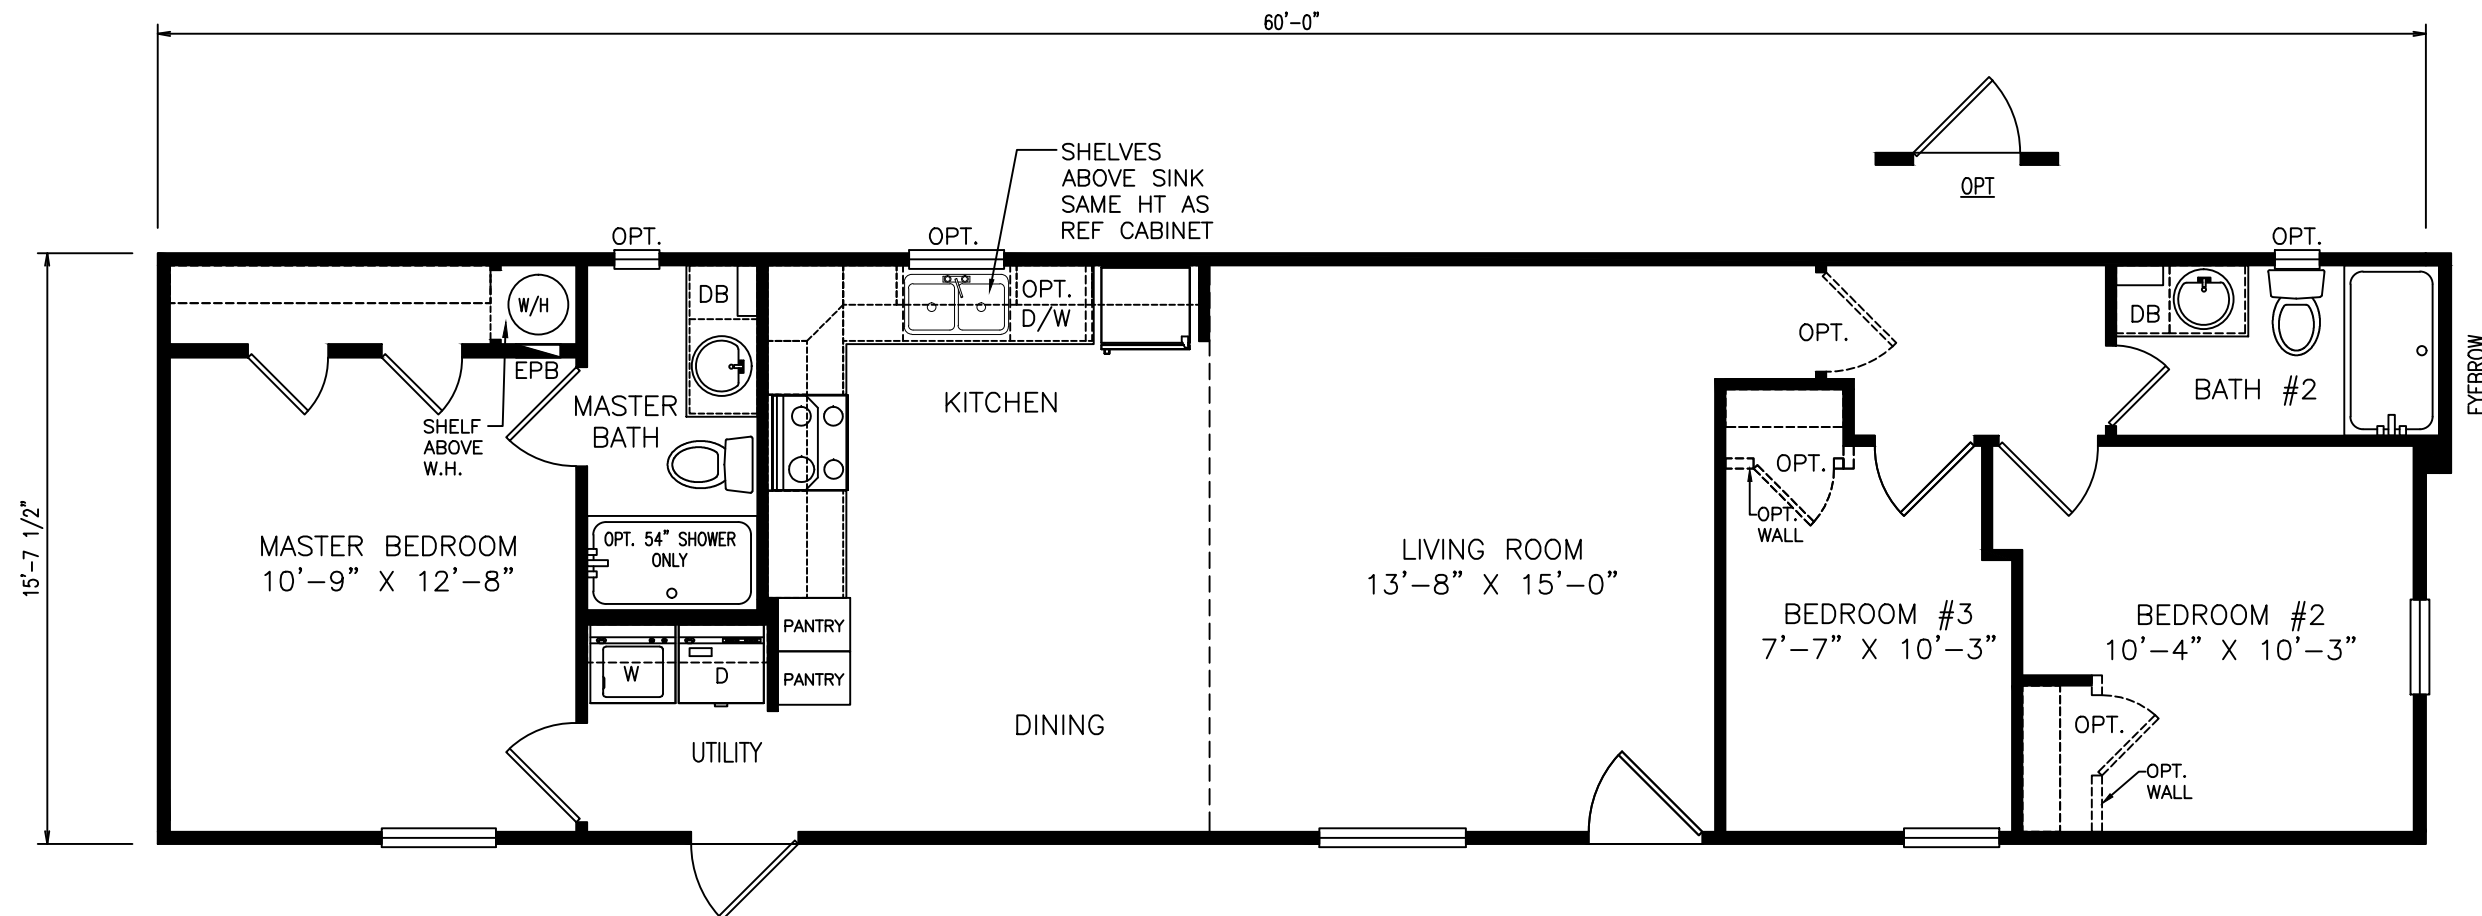 60'-0"
SHELVES
ABOVE SINK
SAME HT AS
REF CABINET
OPT
OPT.
OPT.
OPT.
W/H
DB
OPT.
D/W
OPT.
DB
EYEBROW
EPB
SHELF
ABOVE
W.H.
MASTER
BATH
KITCHEN
BATH #2
OPT.
OPT.
WALL
15'-7 1/2"
MASTER BEDROOM
10'-9" X 12'-8"
OPT. 54" SHOWER
ONLY
LIVING ROOM
13'-8" X 15'-0"
BEDROOM #3
7'-7" X 10'-3"
BEDROOM #2
10'-4" X 10'-3"
PANTRY
PANTRY
W
D
UTILITY
DINING
OPT.
OPT.
WALL